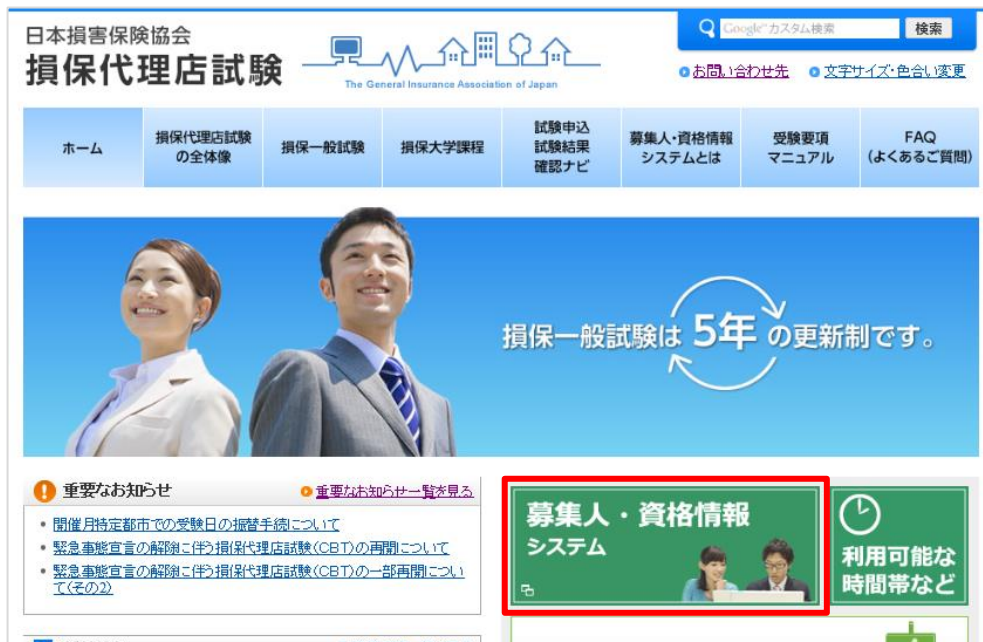 日本損害保険協会
損保代理店試験
The General Insurance Association of Japan
Google カスタム検索
検索
お問い合わせ先
文字サイズ・色合い変更
ホーム
損保代理店試験
の全体像
損保一般試験
損保大学課程
試験申込
試験結果
確認ナビ
募集人・資格情報
システムとは
受験要項
マニュアル
FAQ
(よくあるご質問)
損保一般試験は 5年 の更新制です。
重要なお知らせ
重要なお知らせ一覧を見る
開催月特定都市での受験日の振替手続について
緊急事態宣言の解除に伴う損保代理店試験(CBT)の再開について
緊急事態宣言の解除に伴う損保代理店試験(CBT)の一部再開につい
て(その2)
募集人・資格情報
システム
利用可能な
時間帯など